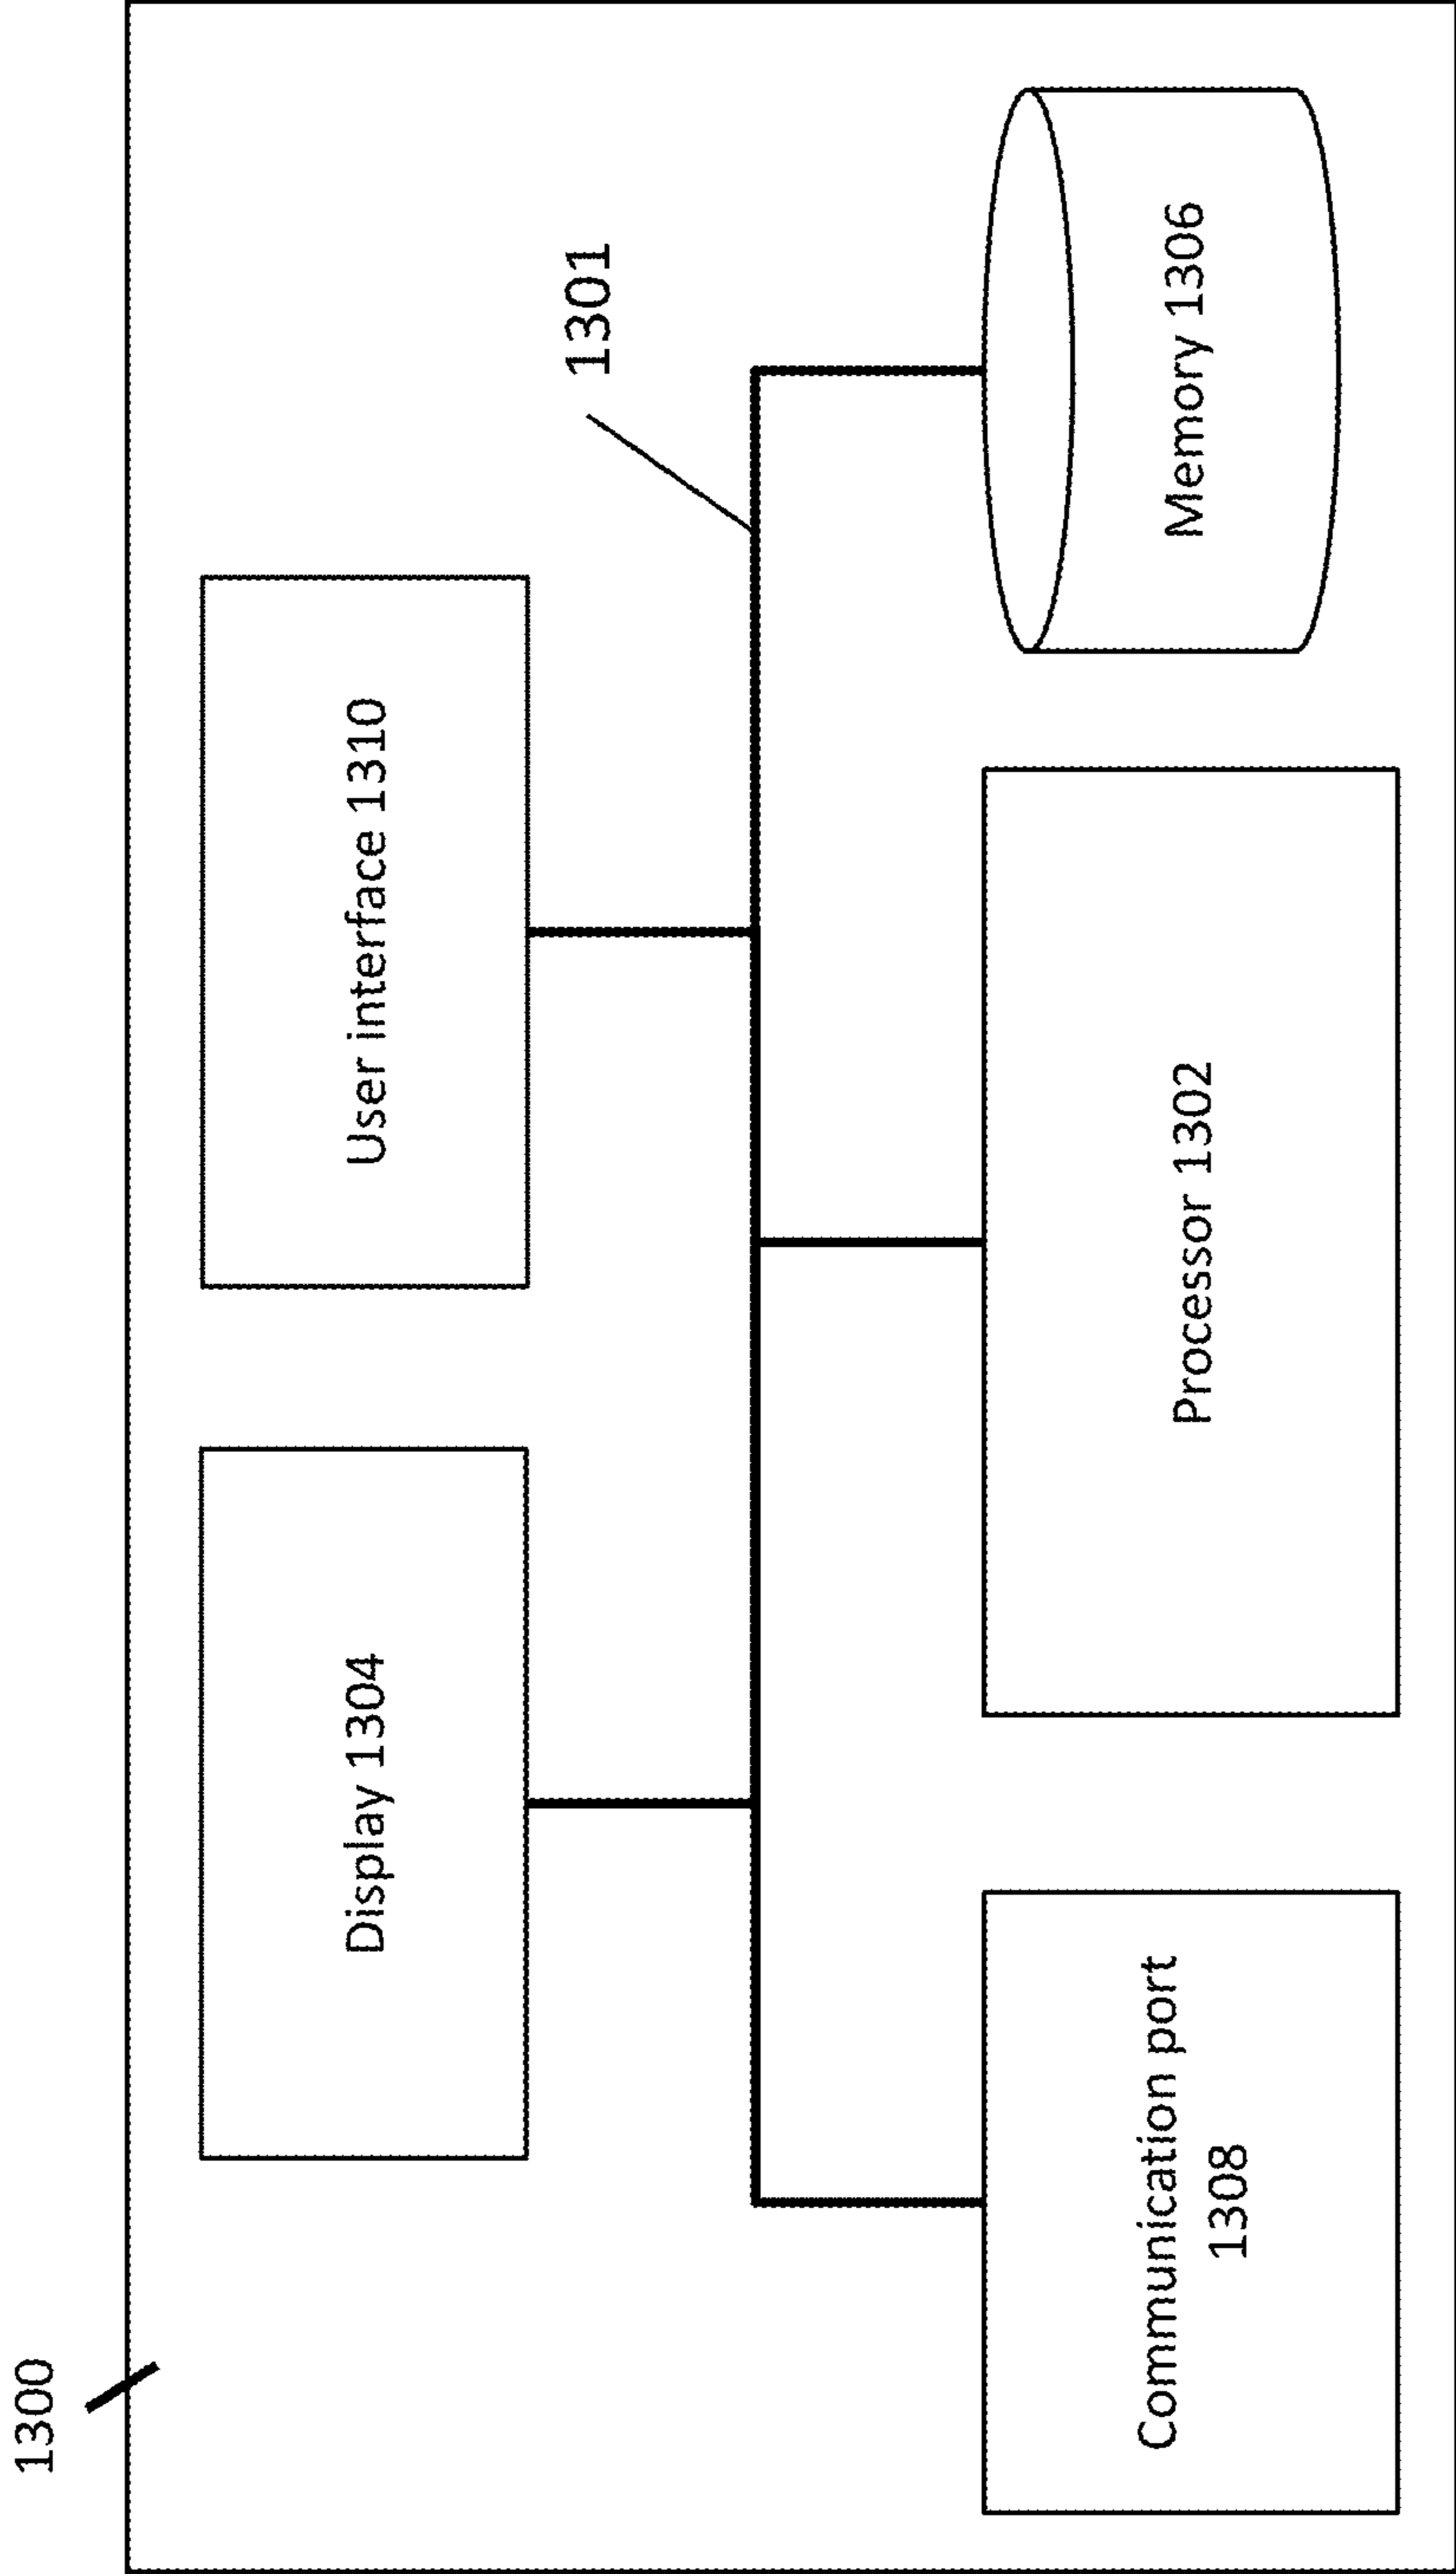 1300
Display 1304
User interface 1310
1301
Communication port
1308
Processor 1302
Memory 1306